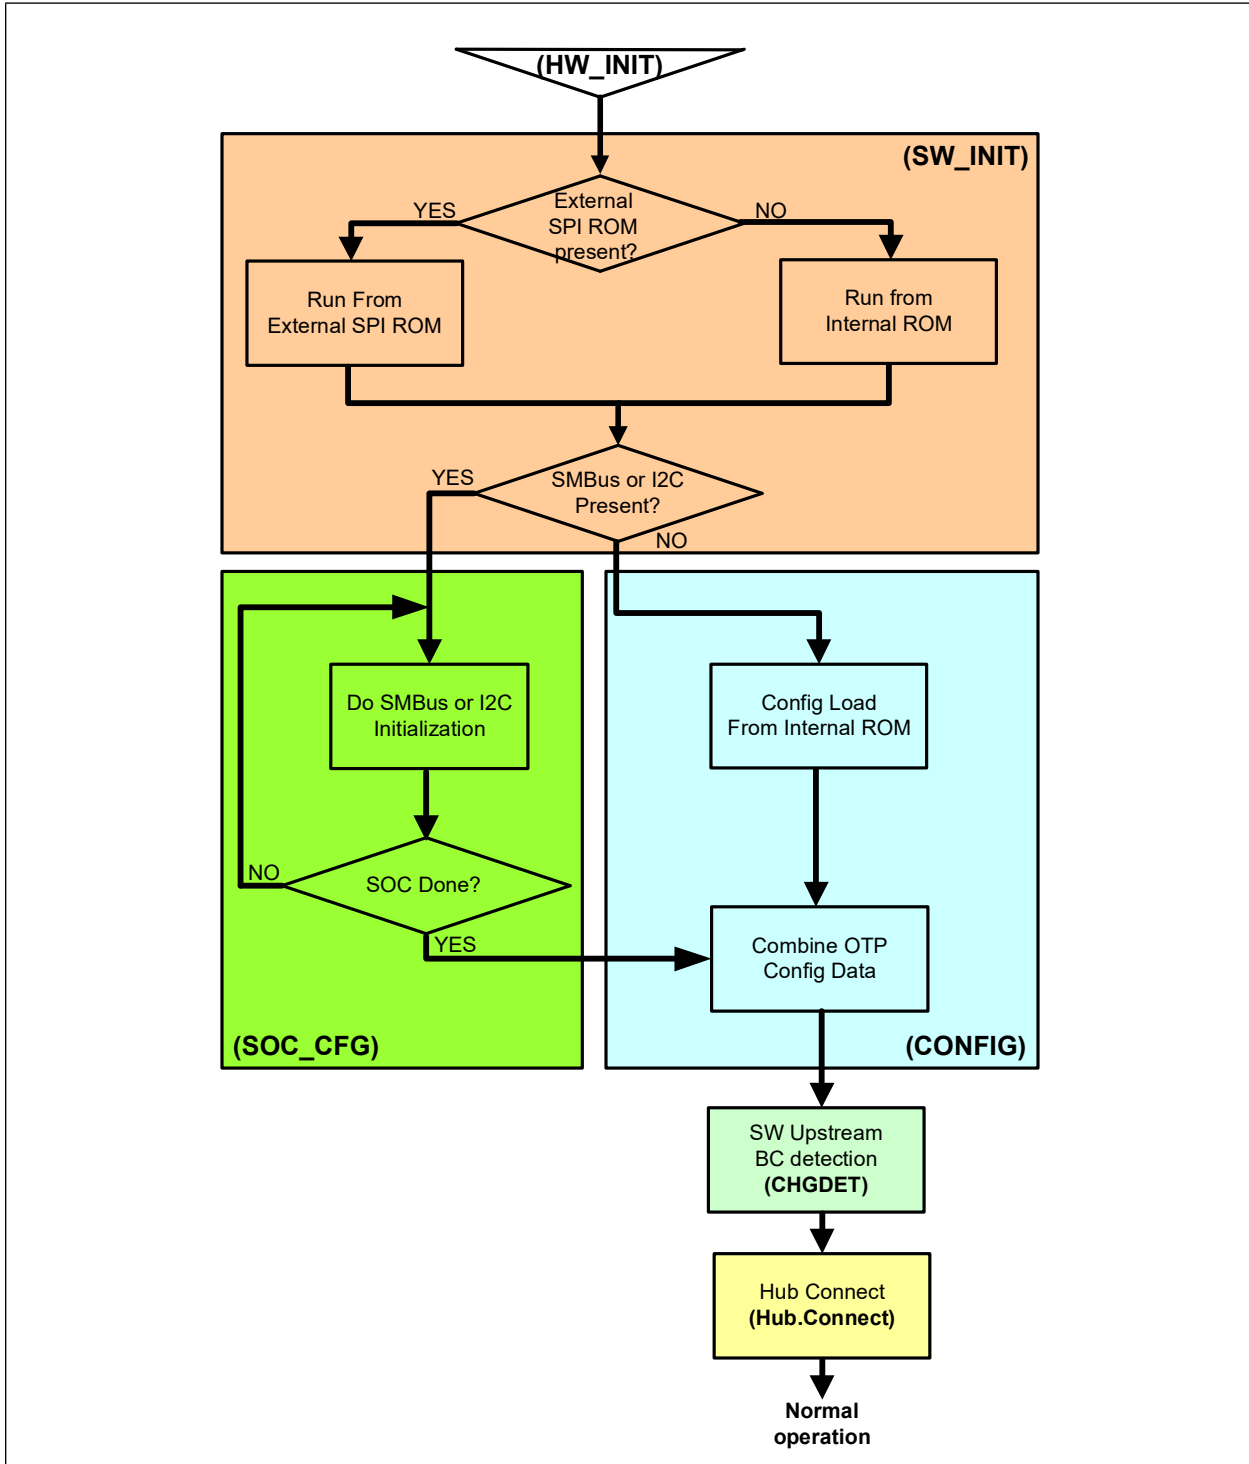 (HW_INIT)
(SW_INIT)
External
SPI ROM
present?
YES
NO
Run From
External SPI ROM
Run from
Internal ROM
SMBus or I2C
Present?
YES
NO
Do SMBus or I2C
Initialization
Config Load
From Internal ROM
SOC Done?
NO
YES
Combine OTP
Config Data
(SOC_CFG)
(CONFIG)
SW Upstream
BC detection
(CHGDET)
Hub Connect
(Hub.Connect)
Normal
operation